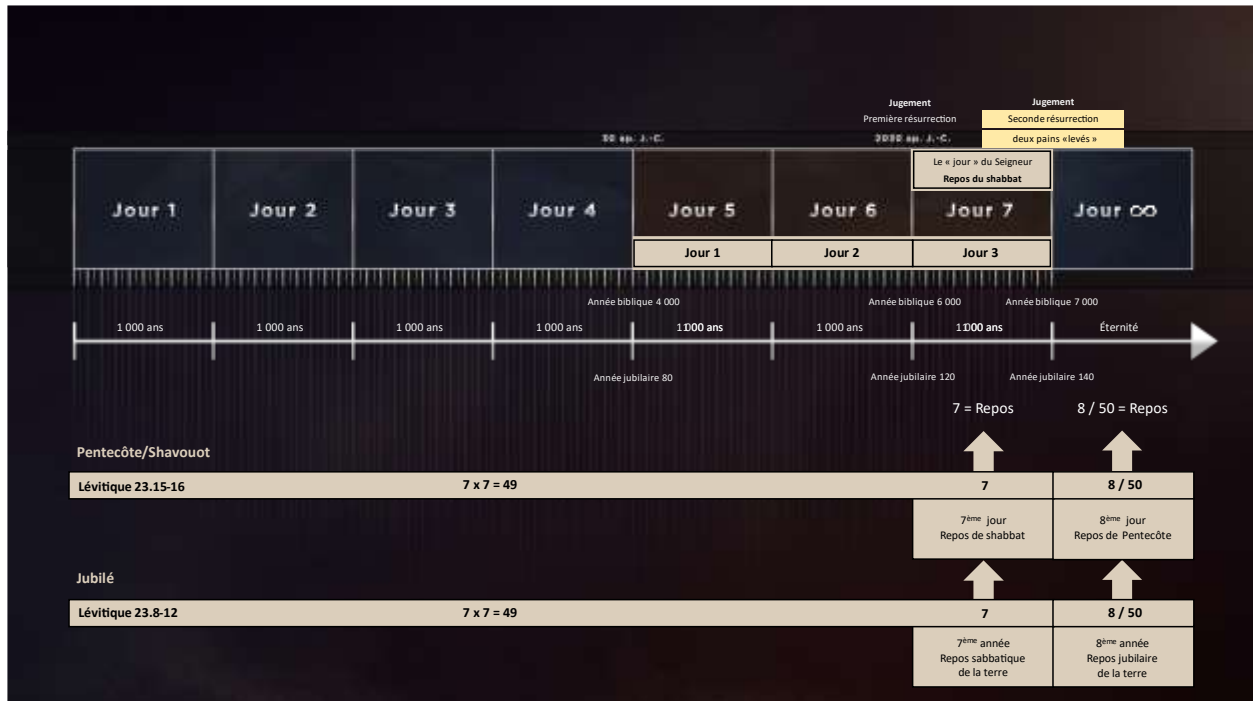 Jugement
Jugement
Première résurrection
Seconde résurrection
deux pains «levés »
30 ap. J.-C.
2030 ap. J.-C.
Le « jour » du Seigneur
Repos du shabbat
Jour 1
Jour 2
Jour 3
Jour 4
Jour 5
Jour 6
Jour 7
Jour ∞
Jour 1
Jour 2
Jour 3
Année biblique 4 000
Année biblique 6 000
Année biblique 7 000
1 000 ans
1 000 ans
1 000 ans
1 000 ans
1 000 ans
1 000 ans
1 000 ans
Éternité
Année jubilaire 80
Année jubilaire 120
Année jubilaire 140
7 = Repos
8 / 50 = Repos
Pentecôte/Shavouot
Lévitique 23.15-16
7 x 7 = 49
7
8 / 50
7ème jour
Repos de shabbat
8ème jour
Repos de Pentecôte
Jubilé
Lévitique 23.8-12
7 x 7 = 49
7
8 / 50
7ème année
Repos sabbatique
de la terre
8ème année
Repos jubilaire
de la terre